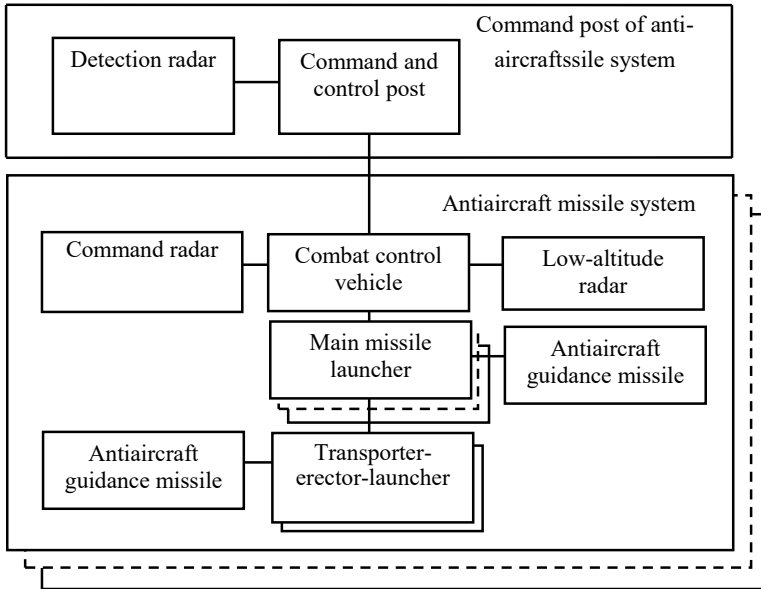 Command post of anti-
aircraftssile system
Detection radar
Command and
control post
Antiaircraft missile system
Command radar
Combat control
vehicle
Low-altitude
radar
Main missile
launcher
Antiaircraft
guidance missile
Antiaircraft
guidance missile
Transporter-
erector-launcher